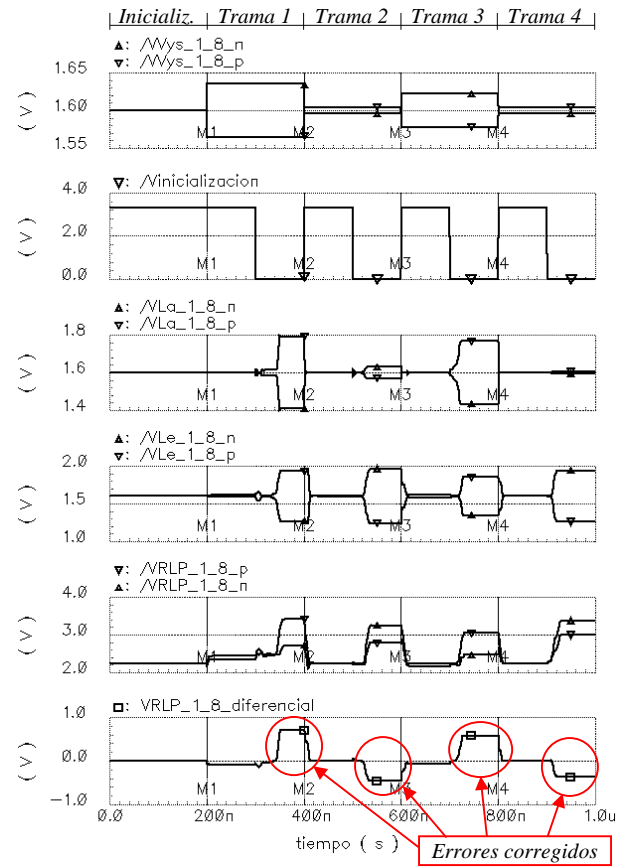 Inicializ. Trama 1 Trama 2 Trama 3 Trama 4
▲: /Wys_1_8_n
▼: /Wys_1_8_p
1.65
1.60
1.55
( V )
M1 M2 M3 M4
▽: /Vinicializacion
4.0
2.0
0.0
( V )
M1 M2 M3 M4
▲: /VLa_1_8_n
▼: /VLa_1_8_p
1.8
1.6
1.4
( V )
M1 M2 M3 M4
▲: /VLe_1_8_n
▼: /VLe_1_8_p
2.0
1.5
1.0
( V )
M1 M2 M3 M4
▼: /VRLP_1_8_p
▲: /VRLP_1_8_n
4.0
3.0
2.0
( V )
M1 M2 M3 M4
□: VRLP_1_8_diferencial
1.0
0.0
-1.0
( V )
M1 M2 M3 M4
0.0 200n 400n 600n 800n 1.0u
tiempo ( s )
Errores corregidos